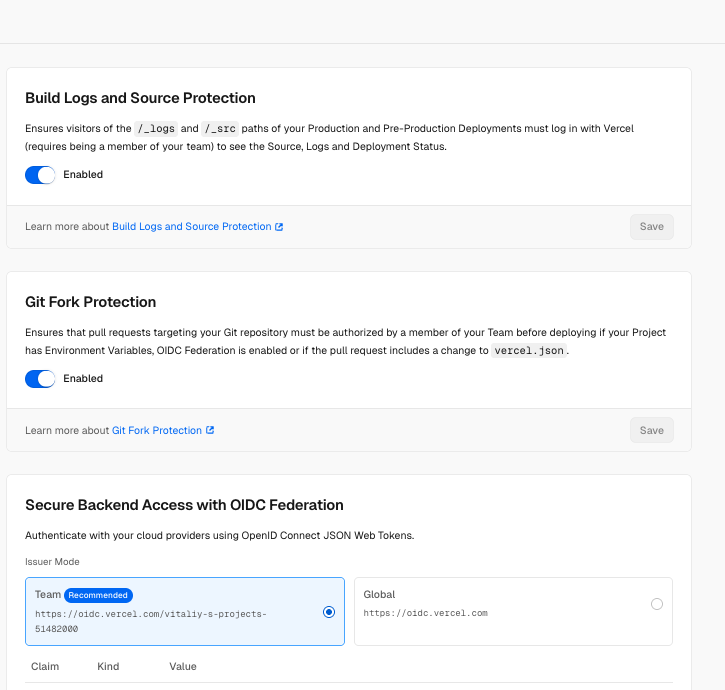 Build Logs and Source Protection
Ensures visitors of the /_logs and /_src paths of your Production and Pre-Production Deployments must log in with Vercel
(requires being a member of your team) to see the Source, Logs and Deployment Status.
Enabled
Learn more about Build Logs and Source Protection
Save
Git Fork Protection
Ensures that pull requests targeting your Git repository must be authorized by a member of your Team before deploying if your Project
has Environment Variables, OIDC Federation is enabled or if the pull request includes a change to vercel.json.
Enabled
Learn more about Git Fork Protection
Save
Secure Backend Access with OIDC Federation
Authenticate with your cloud providers using OpenID Connect JSON Web Tokens.
Issuer Mode
Team Recommended
https://oidc.vercel.com/vitaliy-s-projects-
51482000
Global
https://oidc.vercel.com
Claim Kind Value